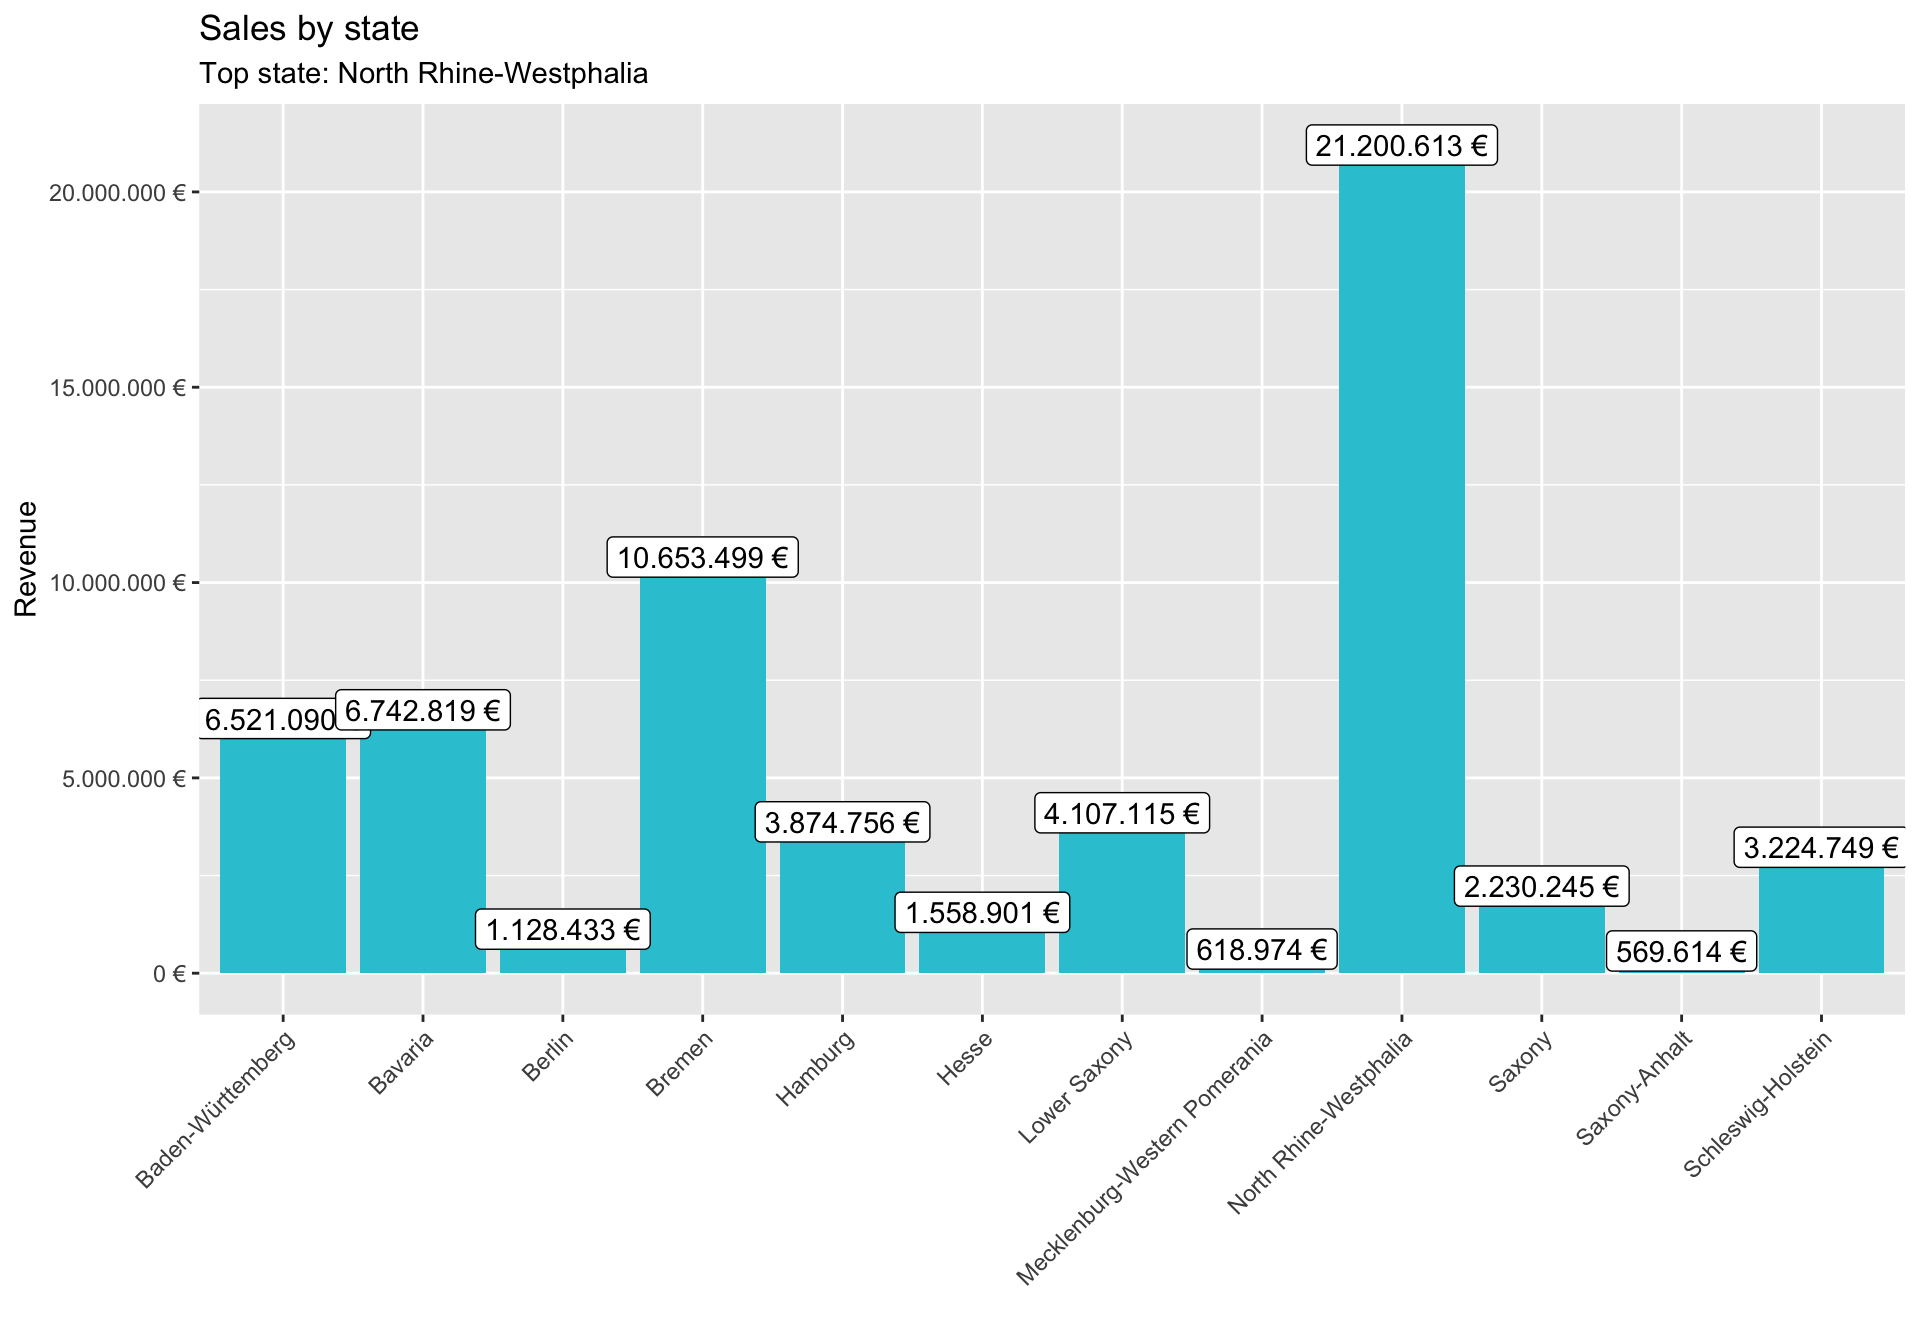 Sales by state
Top state: North Rhine-Westphalia
Revenue
20.000.000 €
15.000.000 €
10.000.000 €
5.000.000 €
0 €
6.521.090
6.742.819 €
1.128.433 €
10.653.499 €
3.874.756 €
1.558.901 €
4.107.115 €
618.974 €
21.200.613 €
2.230.245 €
569.614 €
3.224.749 €
Baden-Württemberg
Bavaria
Berlin
Bremen
Hamburg
Hesse
Lower Saxony
Mecklenburg-Western Pomerania
North Rhine-Westphalia
Saxony
Saxony-Anhalt
Schleswig-Holstein